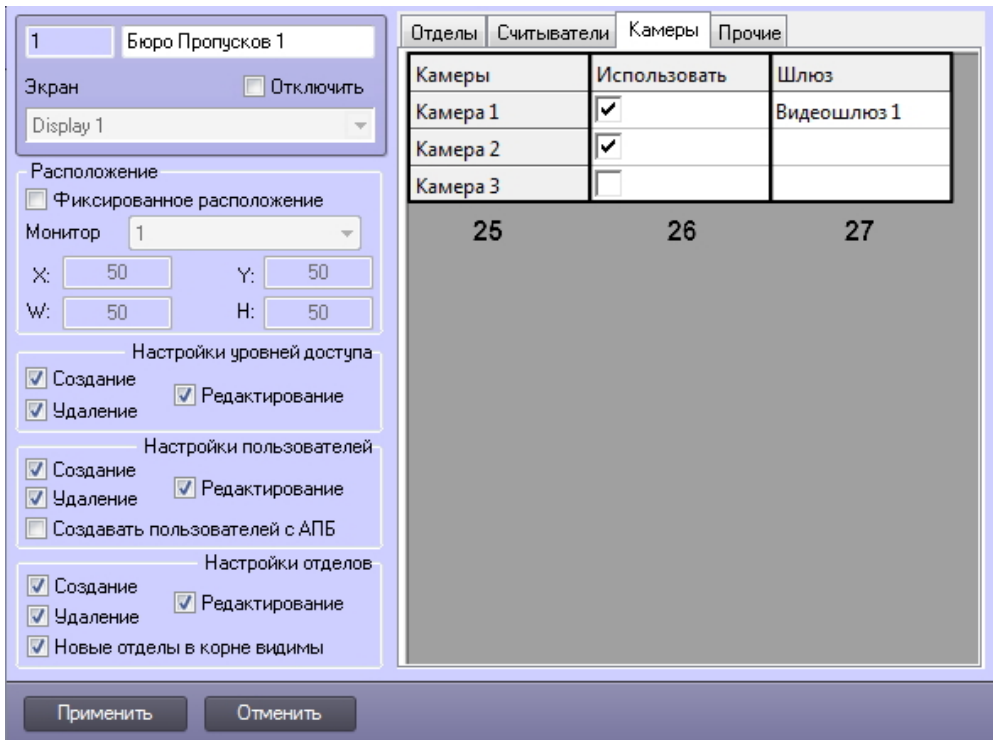 1 Бюро Пропусков 1
Экран Отключить
Display 1
Расположение
Фиксированное расположение
Монитор 1
X: 50 Y: 50
W: 50 H: 50
Настройки уровней доступа
Создание
Редактирование
Удаление
Настройки пользователей
Создание
Редактирование
Удаление
Создавать пользователей с АПБ
Настройки отделов
Создание
Редактирование
Удаление
Новые отделы в корне видимы
Отделы Считыватели Камеры Прочие
Камеры Использовать Шлюз
Камера 1 Видеошлюз 1
Камера 2
Камера 3
25 26 27
Применить Отменить